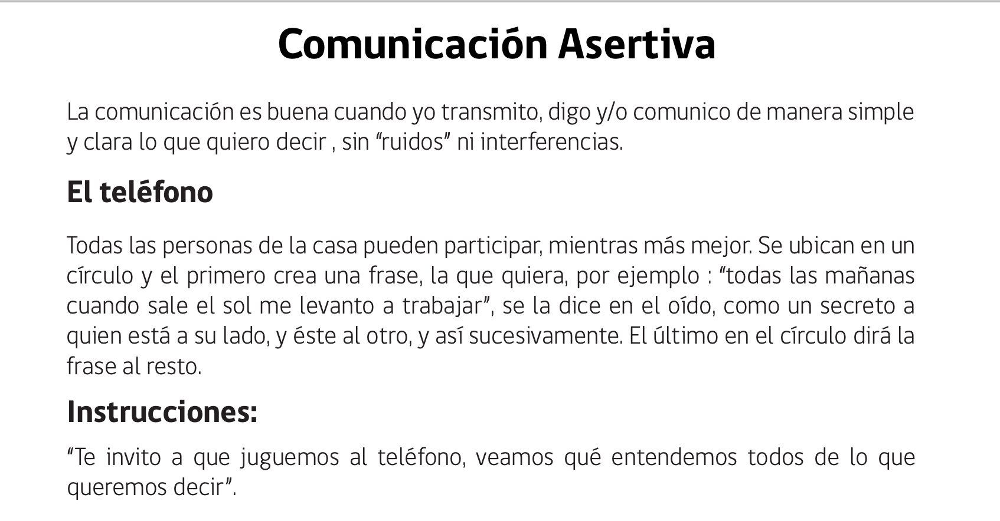 Comunicación Asertiva
La comunicación es buena cuando yo transmito, digo y/o comunico de manera simple
y clara lo que quiero decir , sin “ruidos” ni interferencias.
El teléfono
Todas las personas de la casa pueden participar, mientras más mejor. Se ubican en un
círculo y el primero crea una frase, la que quiera, por ejemplo : “todas las mañanas
cuando sale el sol me levanto a trabajar”, se la dice en el oído, como un secreto a
quien está a su lado, y éste al otro, y así sucesivamente. El último en el círculo dirá la
frase al resto.
Instrucciones:
“Te invito a que juguemos al teléfono, veamos qué entendemos todos de lo que
queremos decir”.